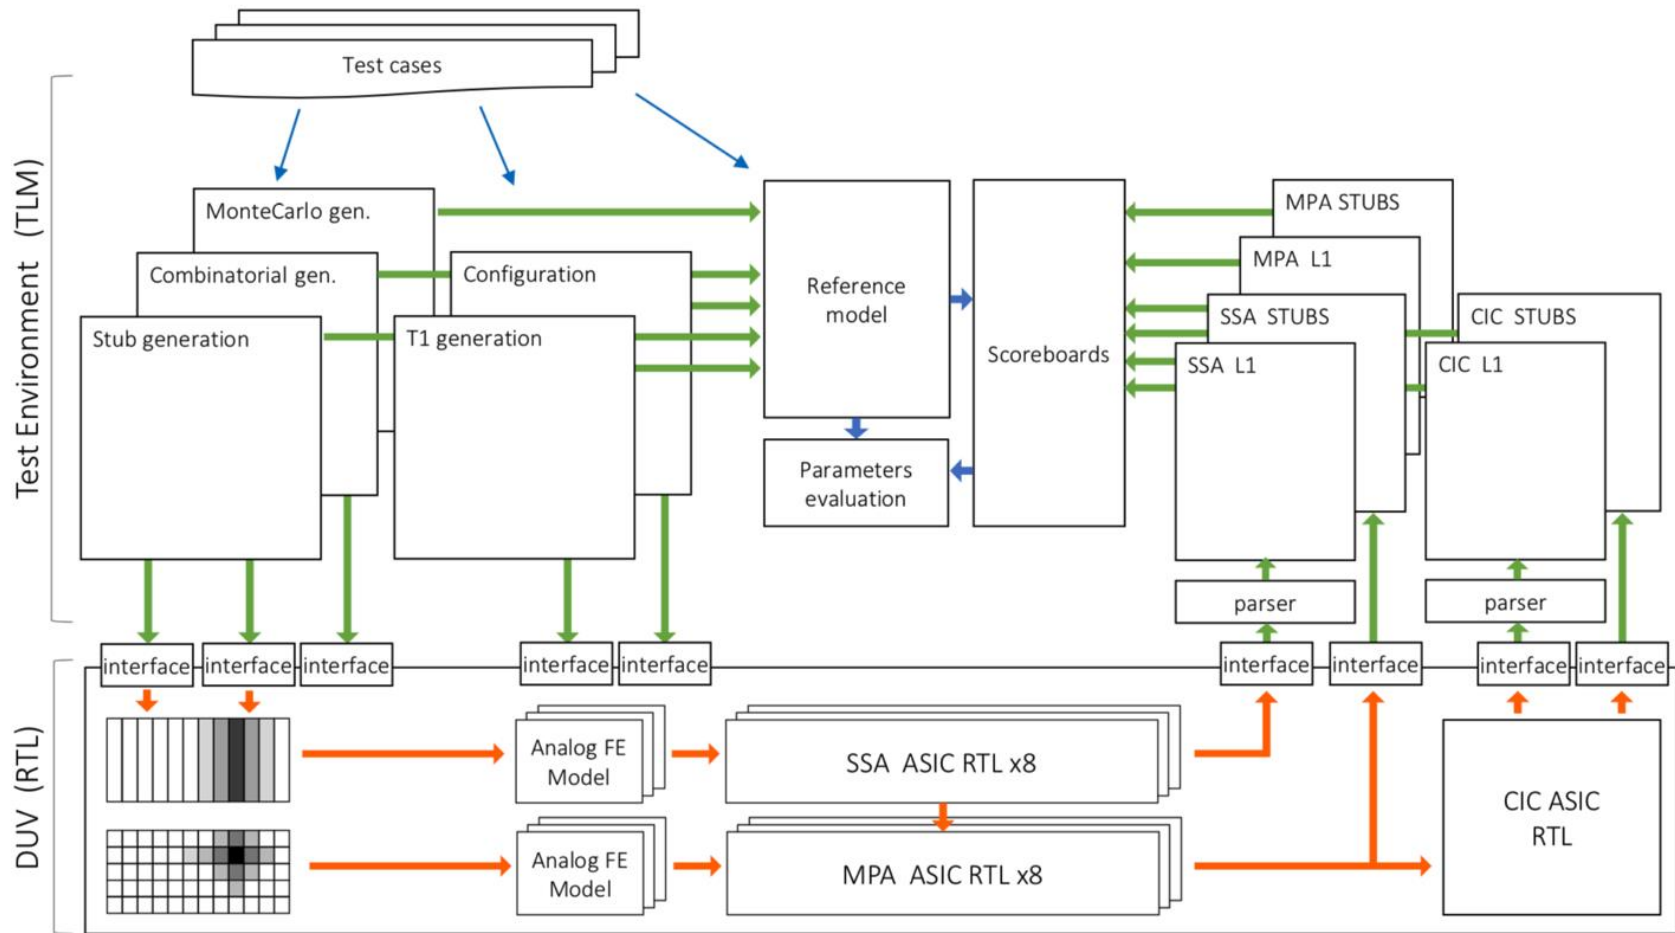 Test cases
Test Environment (TLM)
MonteCarlo gen.
Combinatorial gen.
Stub generation
Configuration
T1 generation
Reference
model
Parameters
evaluation
Scoreboards
MPA STUBS
MPA L1
SSA STUBS
SSA L1
CIC STUBS
CIC L1
parser
parser
interface
interface
interface
interface
interface
interface
interface
interface
interface
DUV (RTL)
Analog FE
Model
SSA ASIC RTL x8
Analog FE
Model
MPA ASIC RTL x8
CIC ASIC
RTL